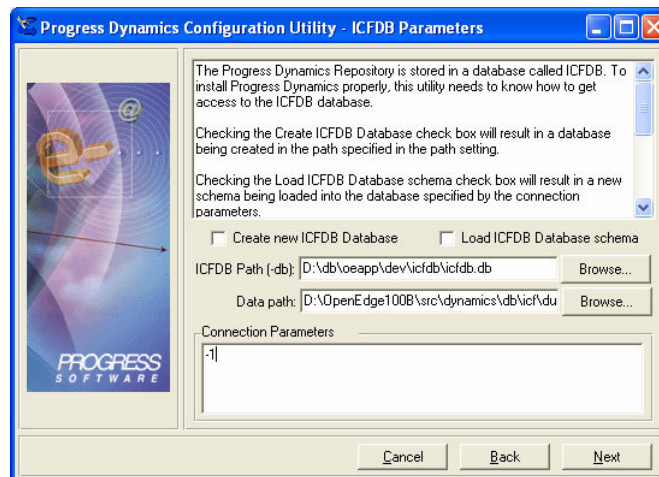 Progress Dynamics Configuration Utility - ICFDB Parameters
The Progress Dynamics Repository is stored in a database called ICFDB. To
install Progress Dynamics properly, this utility needs to know how to get
access to the ICFDB database.
Checking the Create ICFDB Database check box will result in a database
being created in the path specified in the path setting.
Checking the Load ICFDB Database schema check box will result in a new
schema being loaded into the database specified by the connection
parameters.
@
e-
PROGRESS
SOFTWARE
Create new ICFDB Database Load ICFDB Database schema
ICFDB Path (-db): D:\db\oeapp\dev\icfdb\icfdb.db Browse...
Data path: D:\OpenEdge100B\src\dynamics\db\icf\du Browse...
Connection Parameters
-1
Cancel Back Next